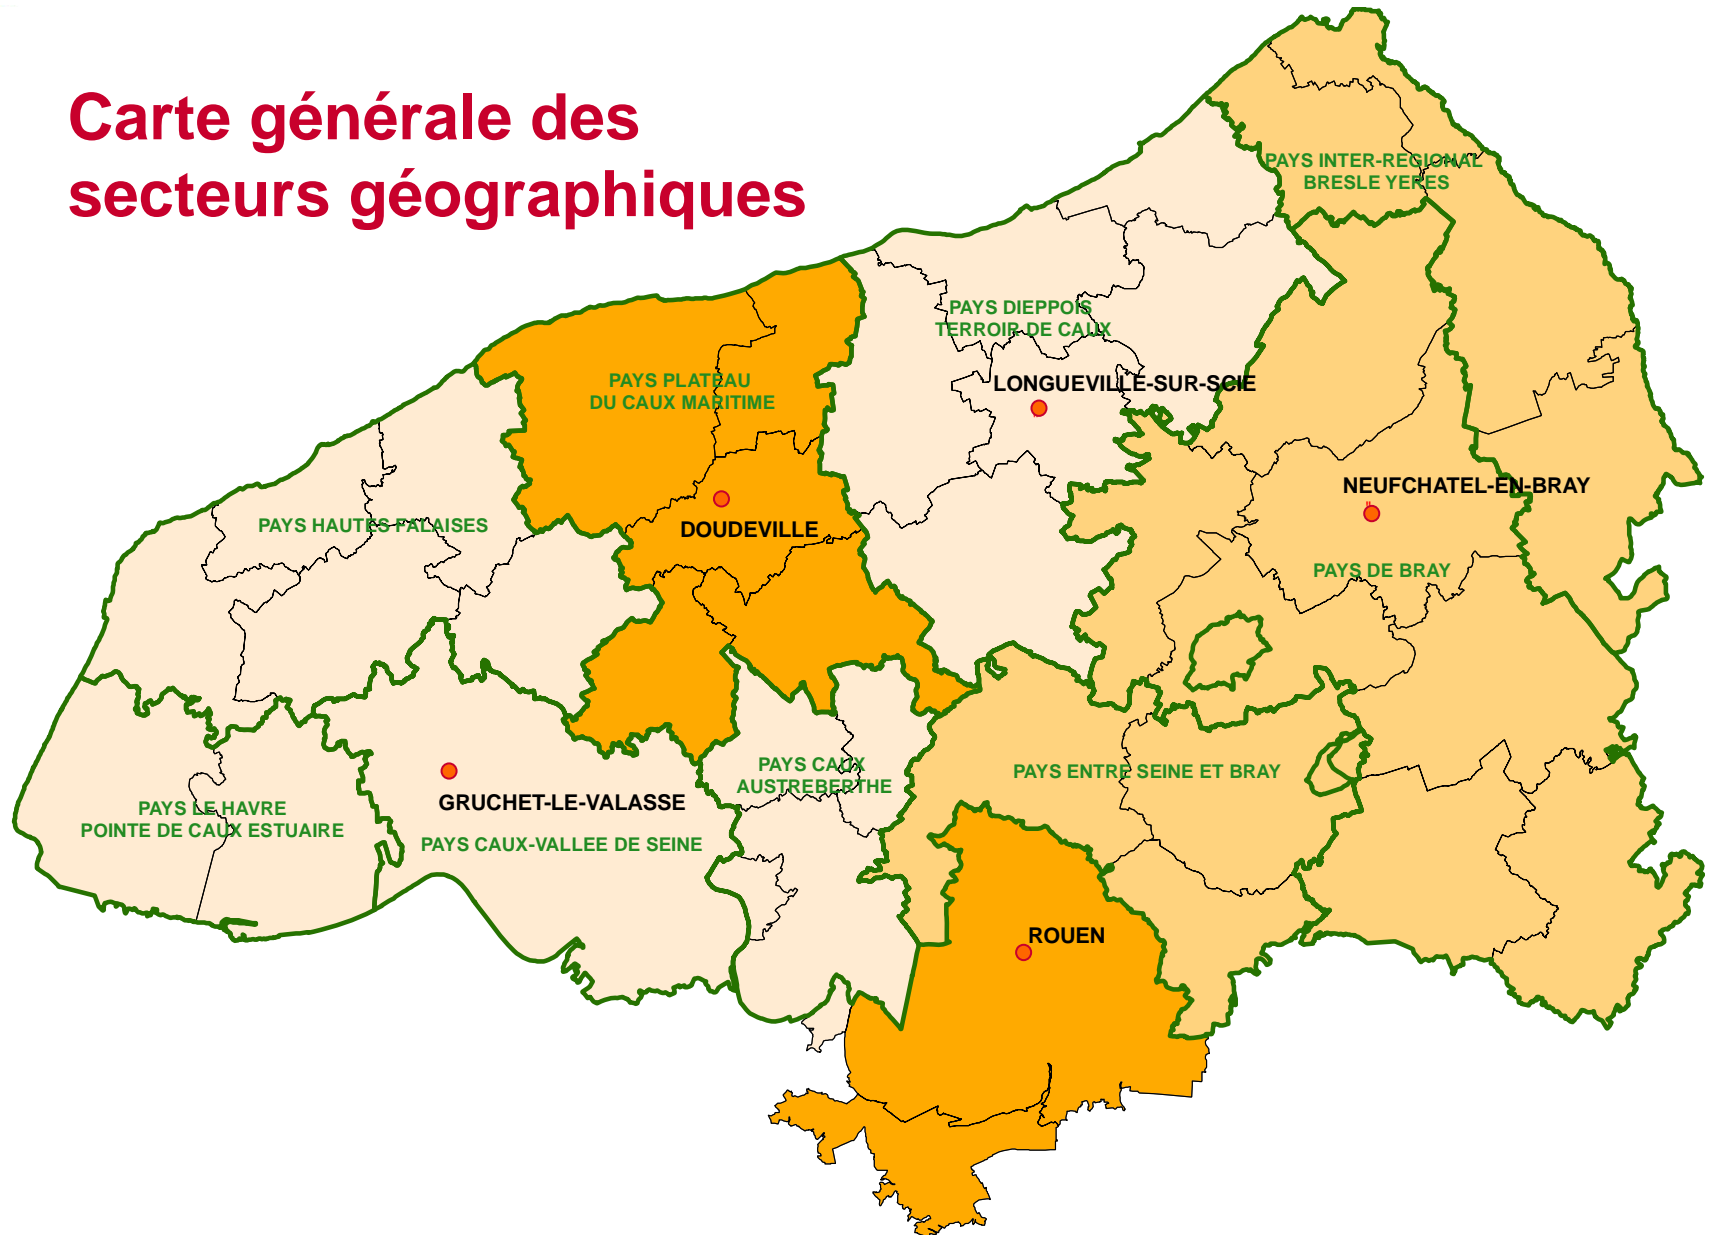 Carte générale des
secteurs géographiques
PAYS INTER-REGIONAL
BRESLE YERES
PAYS DIEPPOIS
TERROIR DE CAUX
PAYS PLATEAU
DU CAUX MARITIME
LONGUEVILLE-SUR-SCIE
NEUFCHATEL-EN-BRAY
PAYS HAUTES FALAISES
DOUDEVILLE
PAYS DE BRAY
PAYS CAUX
AUSTREBERTHE
PAYS ENTRE SEINE ET BRAY
GRUCHET-LE-VALASSE
PAYS LE HAVRE
POINTE DE CAUX ESTUAIRE
PAYS CAUX-VALLEE DE SEINE
ROUEN